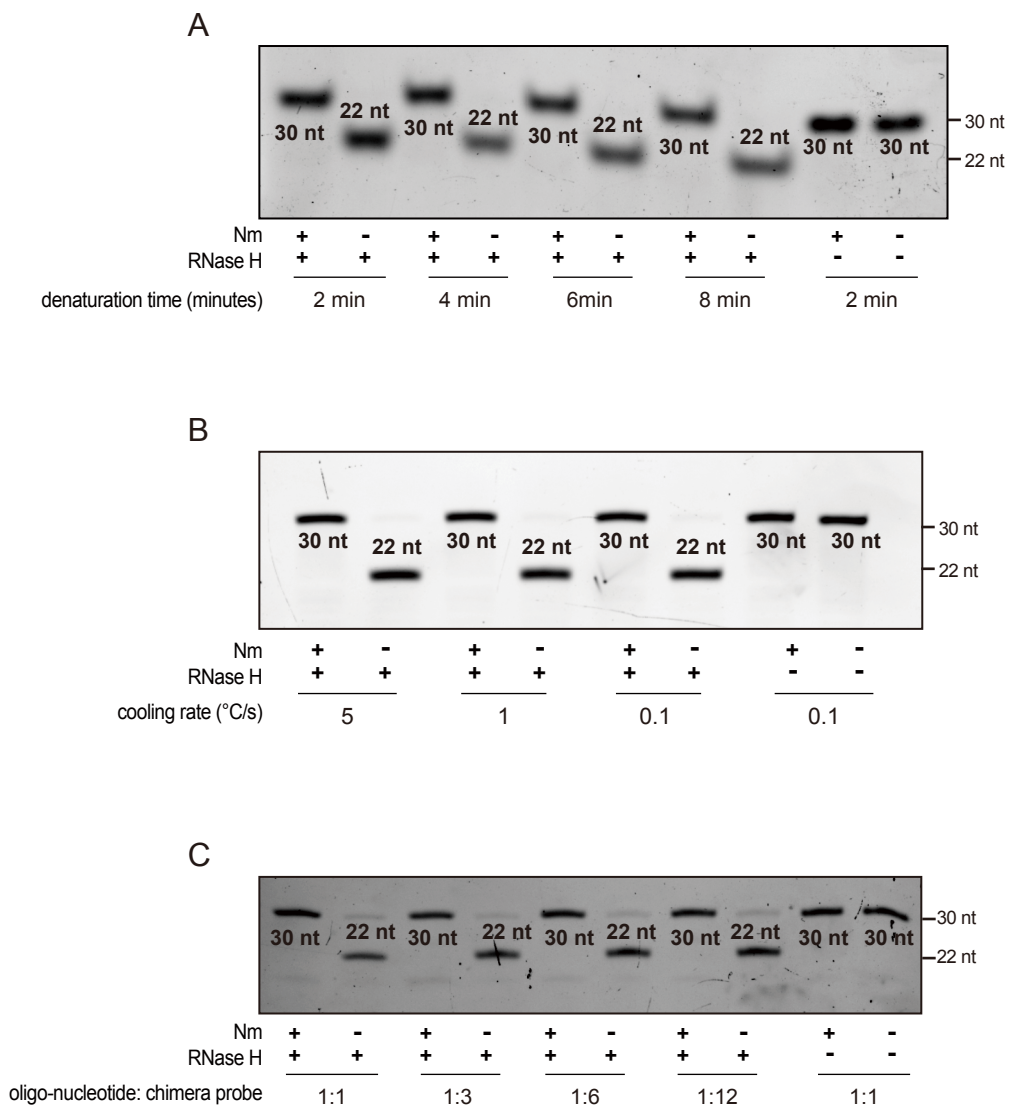 A
22 nt 22 nt 22 nt 22 nt
30 nt 30 nt 30 nt 30 nt 30 nt 30 nt
30 nt
22 nt
Nm + - + - + - + - + -
RNase H + + + + + + + + - -
denaturation time (minutes) 2 min 4 min 6min 8 min 2 min
B
30 nt 22 nt 30 nt 22 nt 30 nt 22 nt 30 nt 30 nt
30 nt
22 nt
Nm + - + - + - + -
RNase H + + + + + + - -
cooling rate (°C/s) 5 1 0.1 0.1
C
30 nt 22 nt 30 nt 22 nt 30 nt 22 nt 30 nt 22 nt 30 nt 30 nt
30 nt
22 nt
Nm + - + - + - + - + -
RNase H + + + + + + + + - -
oligo-nucleotide: chimera probe 1:1 1:3 1:6 1:12 1:1